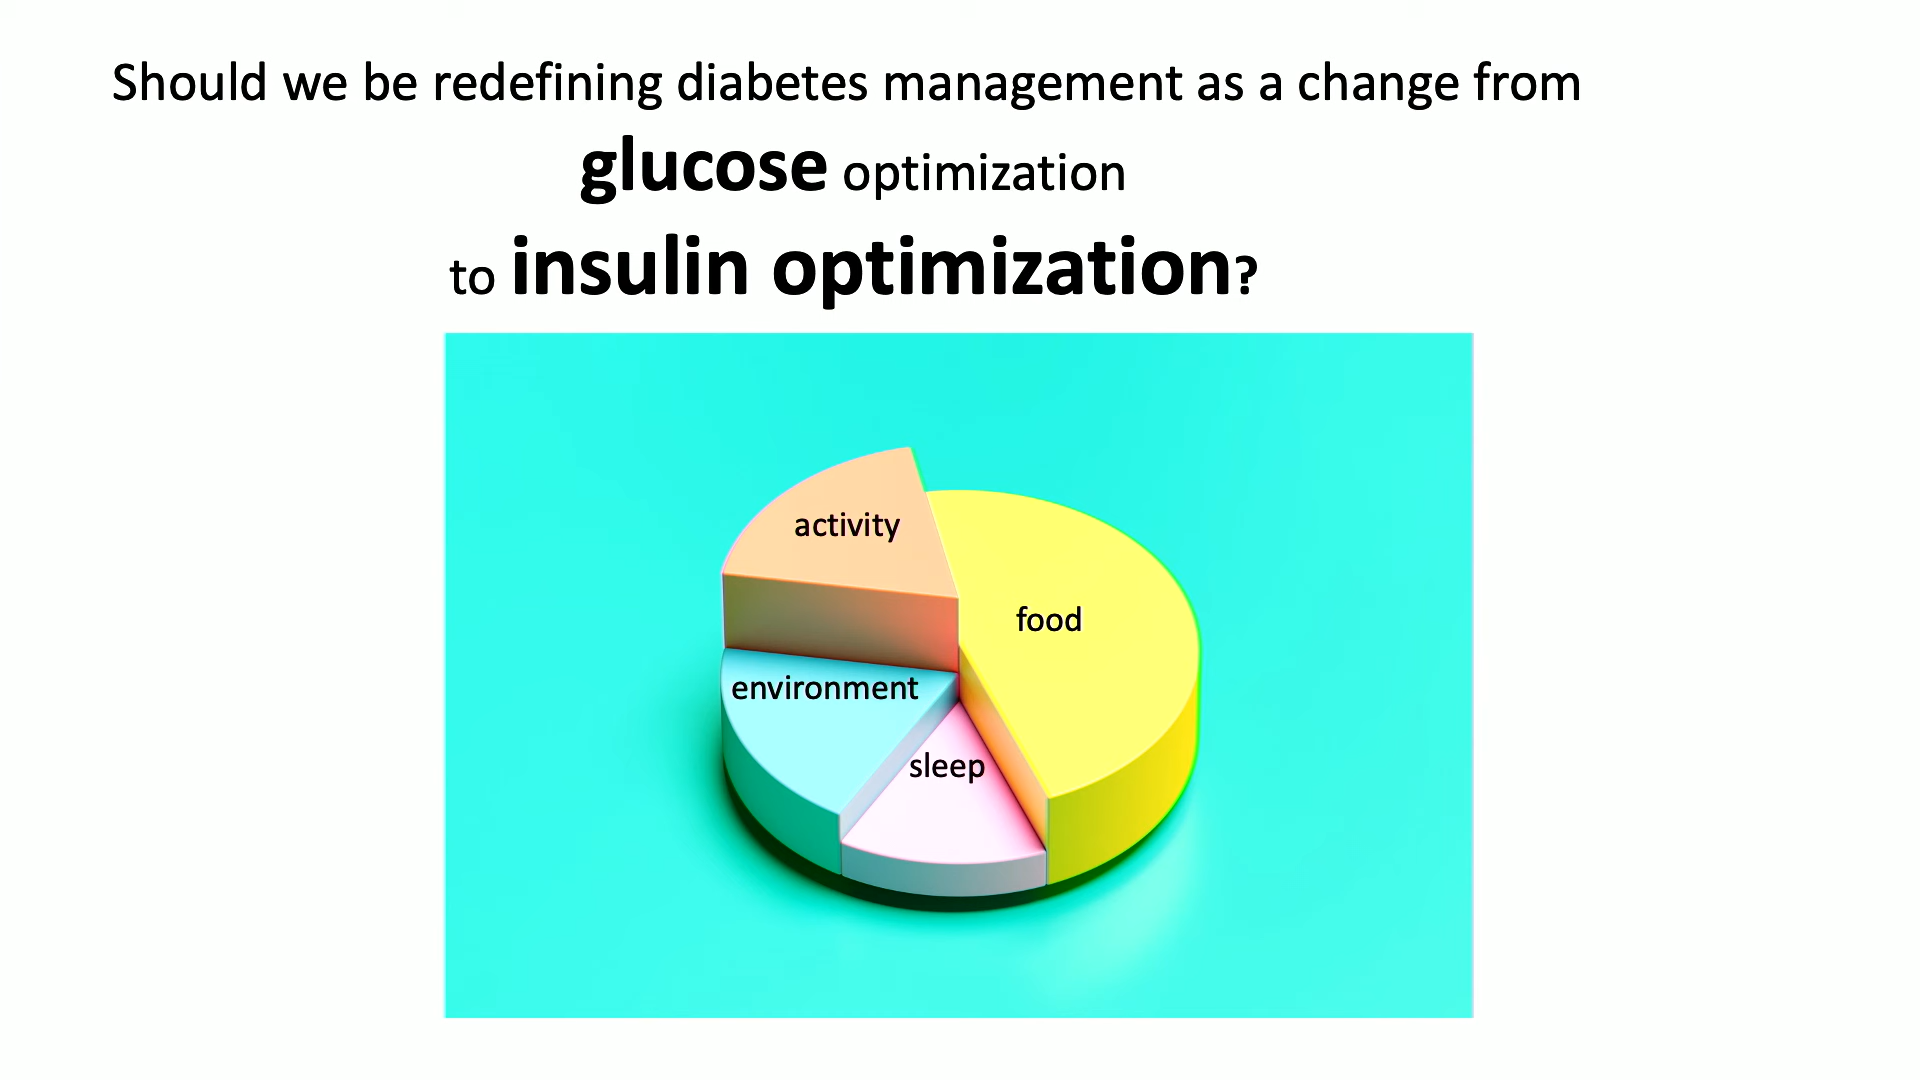 Should we be redefining diabetes management as a change from
glucose optimization
to insulin optimization?
activity
food
environment
sleep